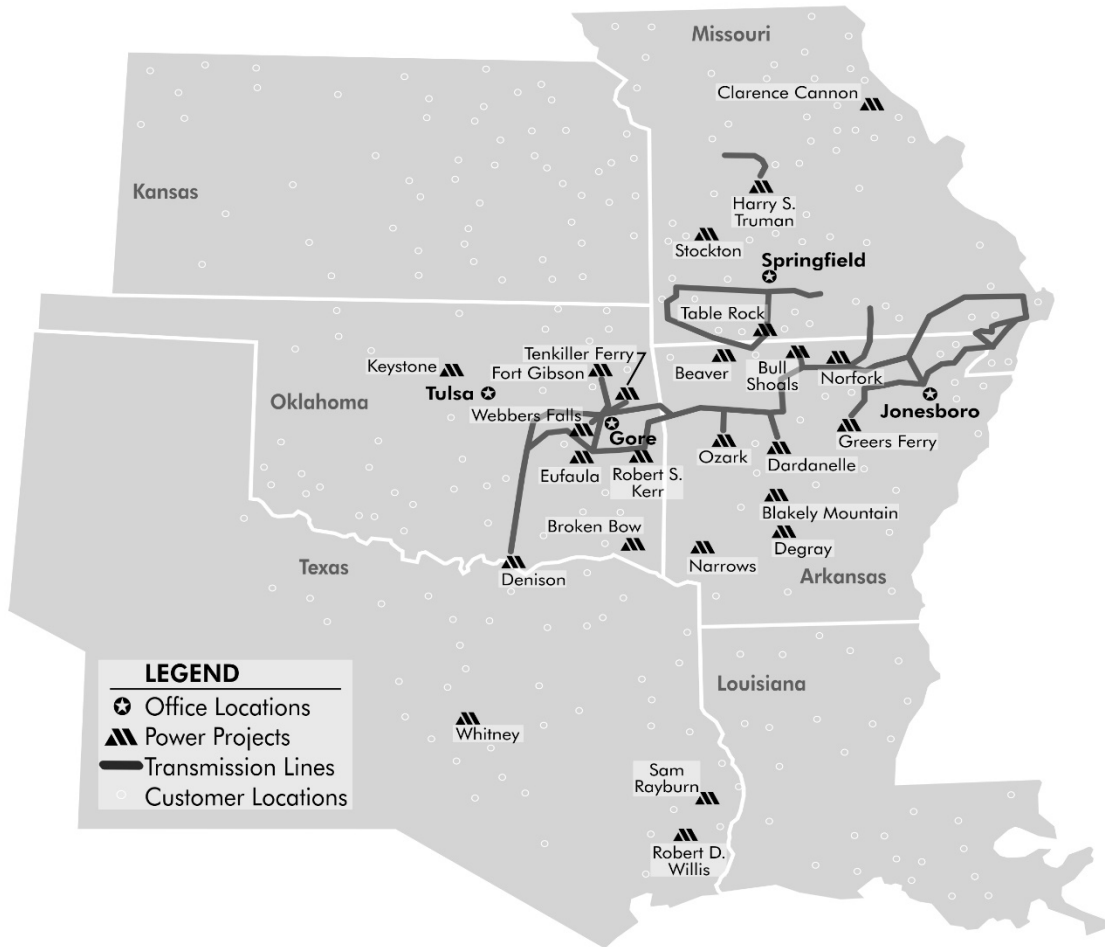 Missouri
Clarence Cannon
Kansas
Harry S.
Truman
Stockton
Springfield
Table Rock
Tenkiller Ferry
Keystone
Fort Gibson
Beaver
Bull
Shoals
Norfork
Tulsa
Oklahoma
Webbers Falls
Gore
Jonesboro
Ozark
Greers Ferry
Eufaula
Robert S.
Kerr
Dardanelle
Blakely Mountain
Broken Bow
Degray
Texas
Denison
Narrows
Arkansas
LEGEND
Office Locations
Power Projects
Transmission Lines
Customer Locations
Louisiana
Whitney
Sam
Rayburn
Robert D.
Willis